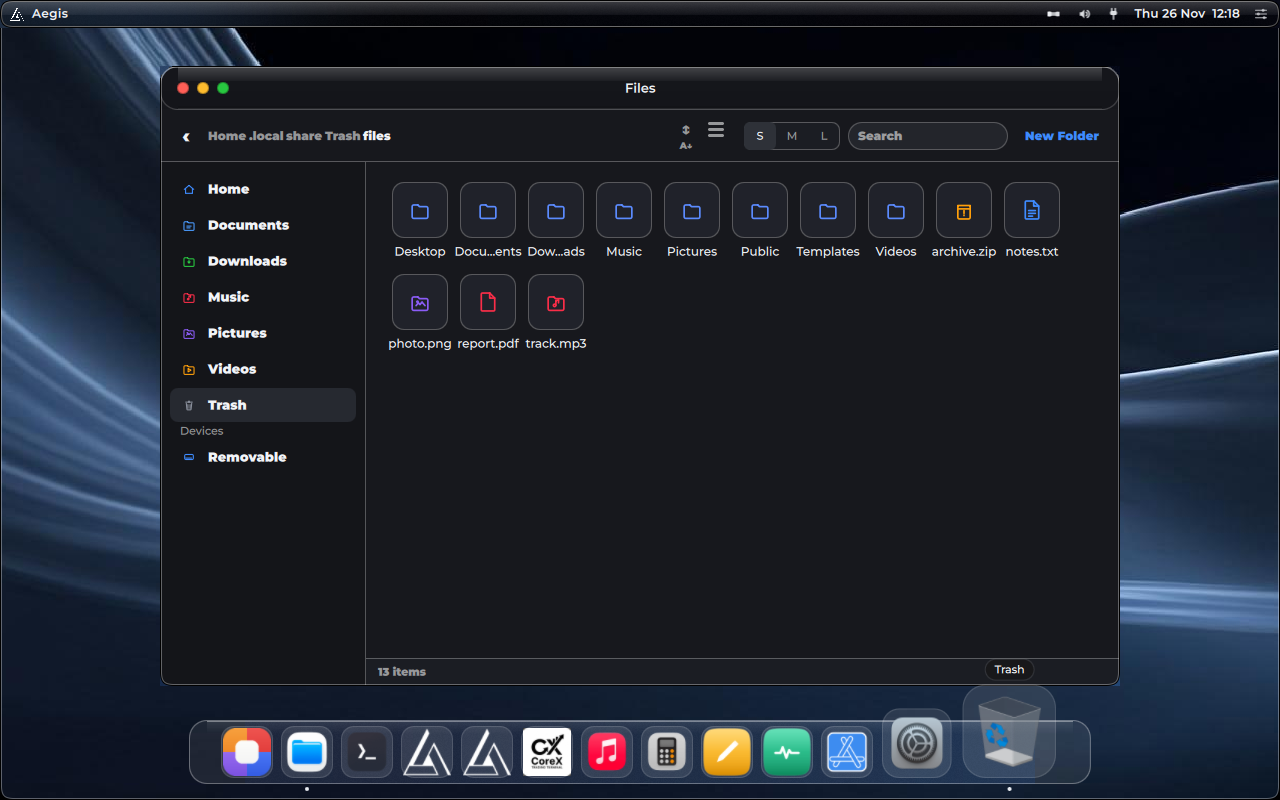 Aegis
Thu 26 Nov 12:18
Files
Home .local share Trash files
A+
S M L
Search
New Folder
Home
Documents
Downloads
Music
Pictures
Videos
Trash
Devices
Removable
Desktop Docu...ents Dow...ads Music Pictures Public Templates Videos archive.zip notes.txt
photo.png report.pdf track.mp3
13 items
Trash
CX
CoreX